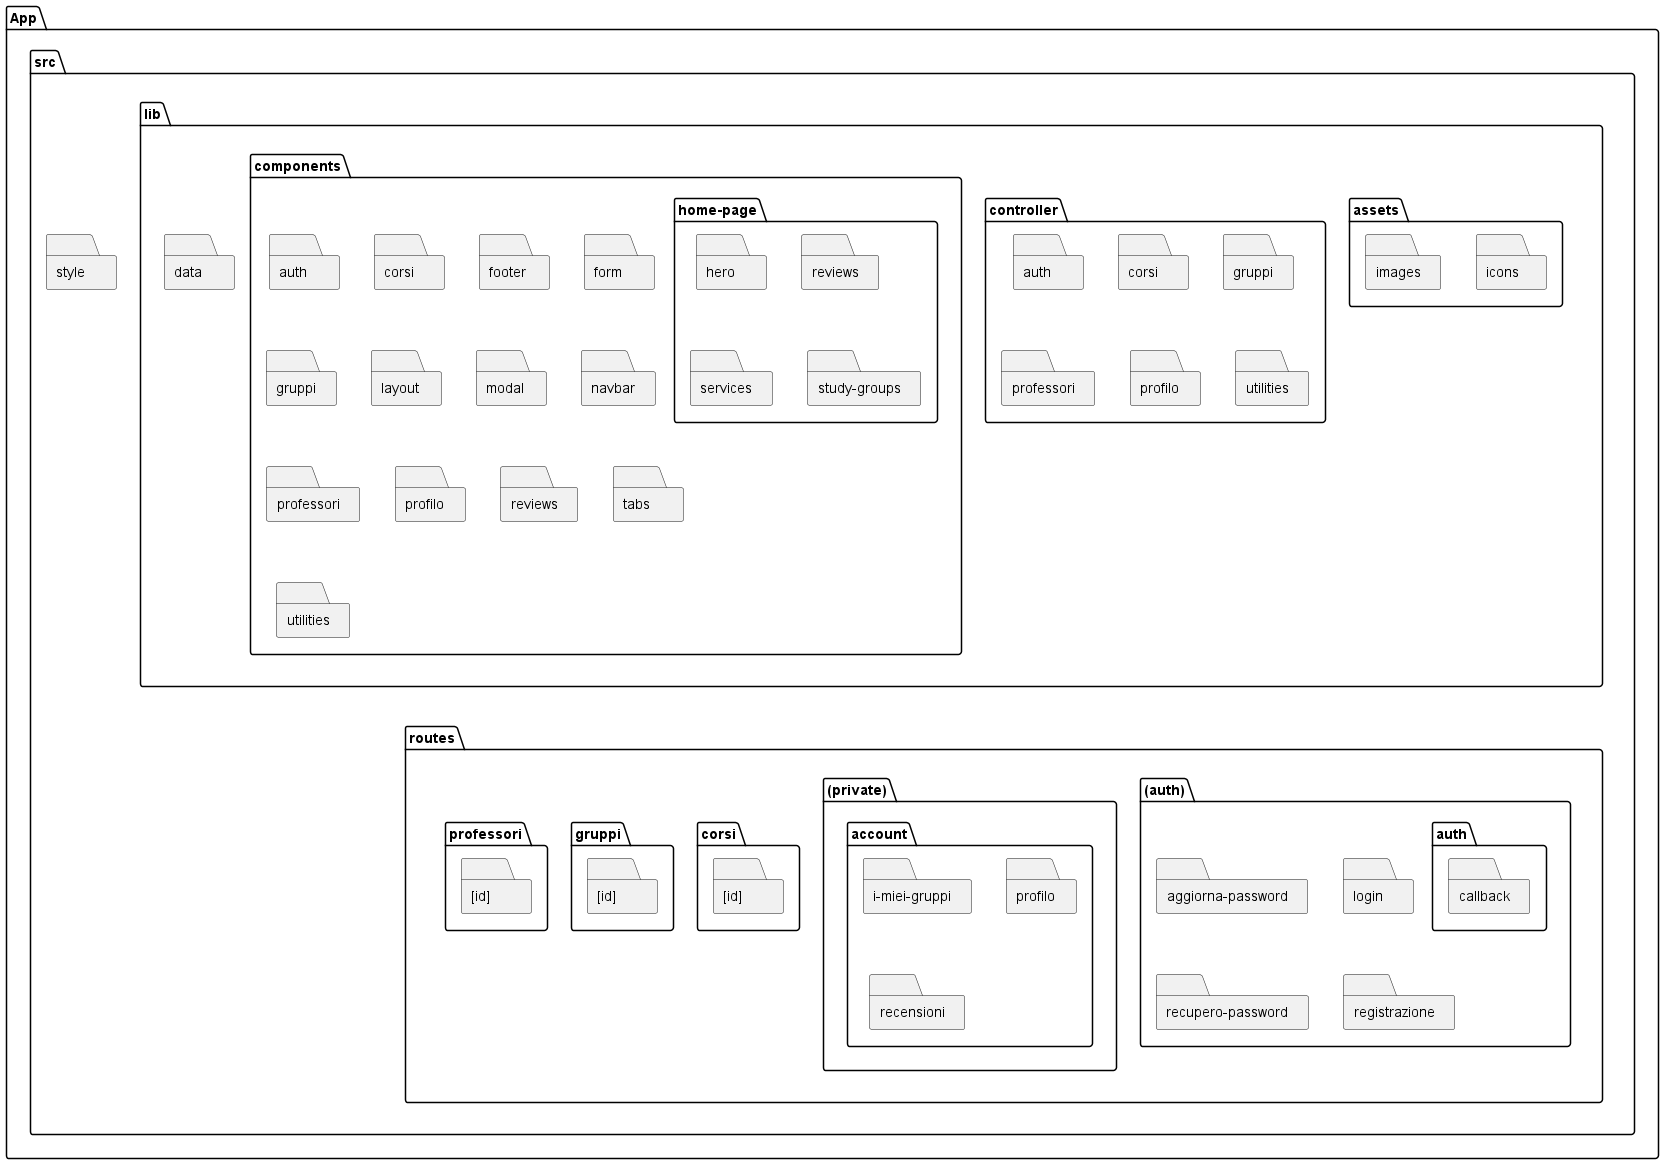 App
src
style
lib
data
components
auth
corsi
footer
form
gruppi
layout
modal
navbar
professori
profilo
reviews
tabs
utilities
home-page
hero
reviews
services
study-groups
controller
auth
corsi
gruppi
professori
profilo
utilities
assets
images
icons
routes
professori
[id]
gruppi
[id]
corsi
[id]
(private)
account
i-miei-gruppi
profilo
recensioni
(auth)
aggiorna-password
login
auth
callback
recupero-password
registrazione